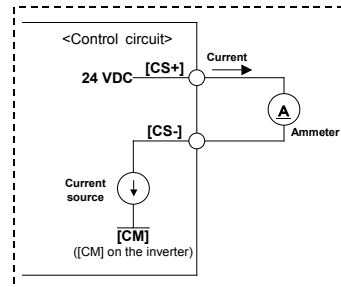 <Control circuit>
24 VDC
[CS+]
Current
A
Ammeter
[CS-]
Current
source
[CM]
([CM] on the inverter)